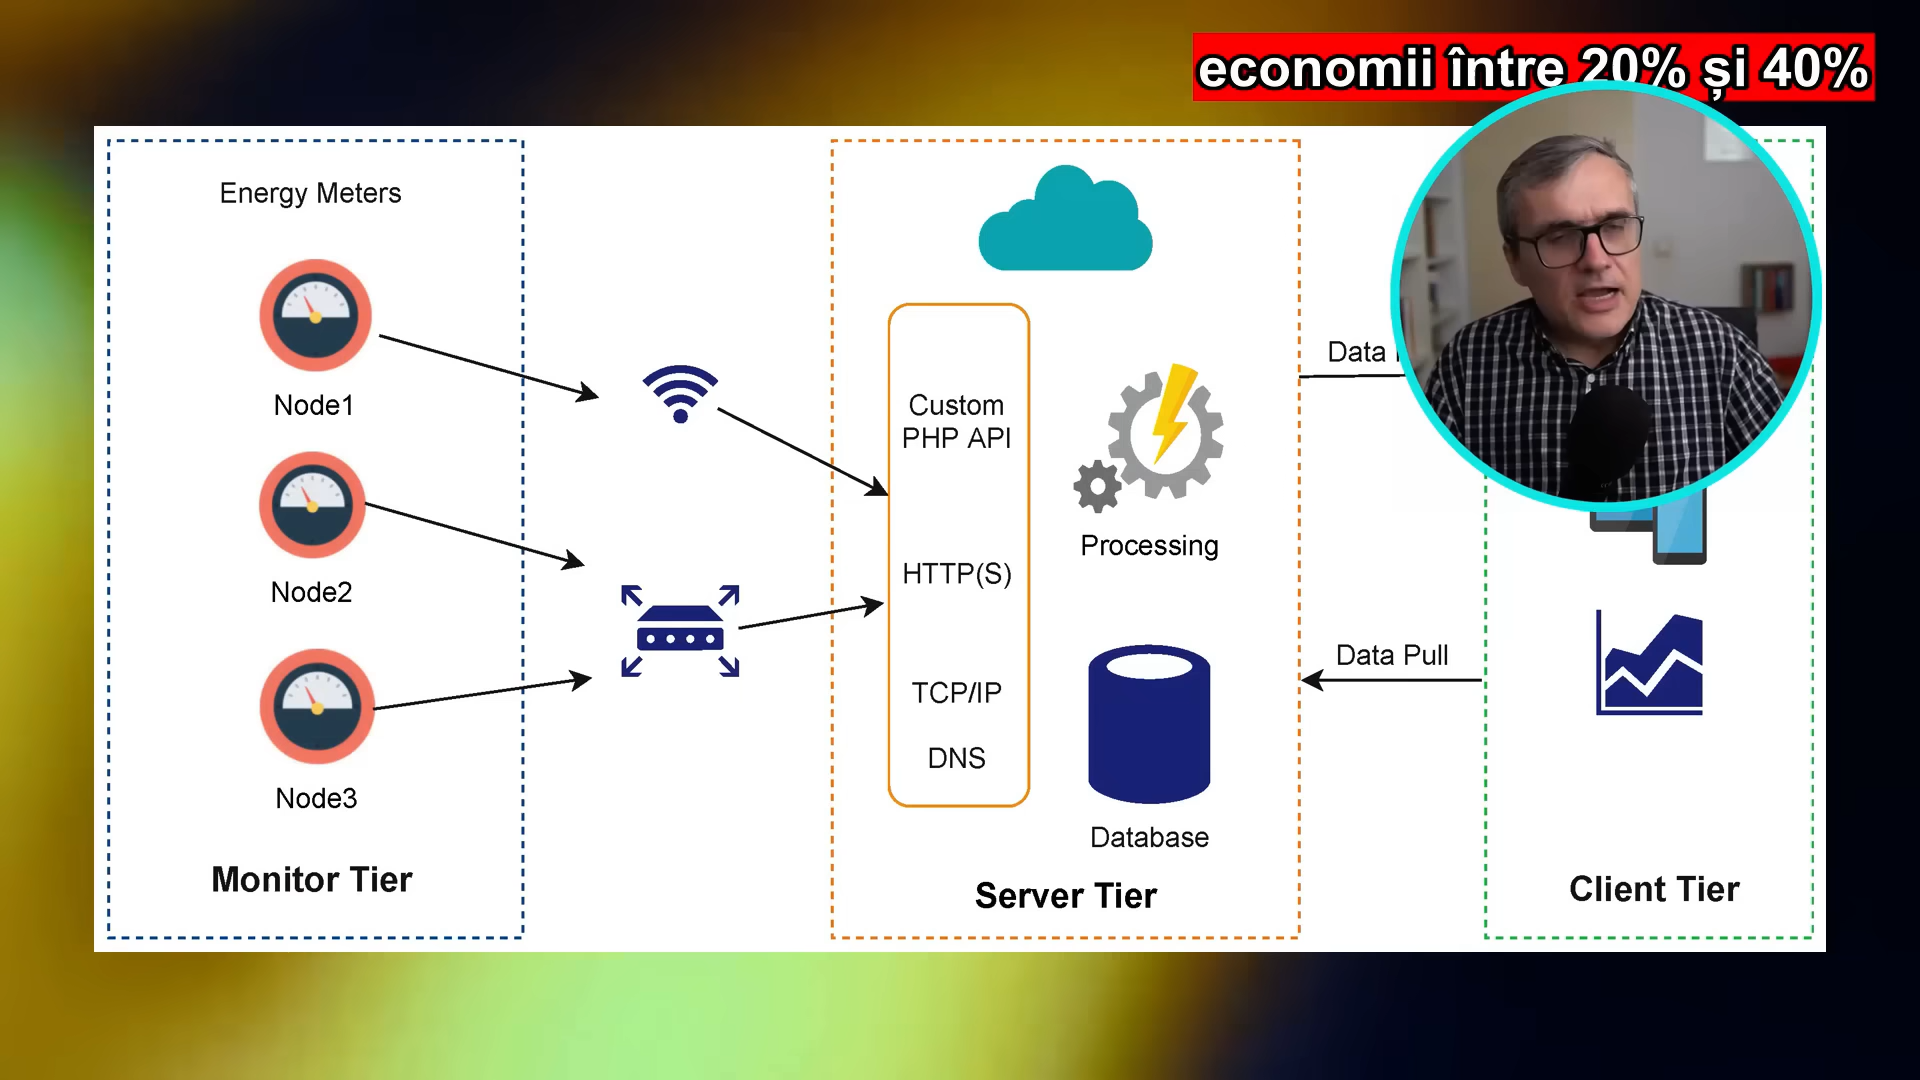 economii între 20% și 40%
Energy Meters
Node1
Node2
Node3
Monitor Tier
Custom
PHP API
HTTP(S)
TCP/IP
DNS
Processing
Database
Server Tier
Data
Data Pull
Client Tier